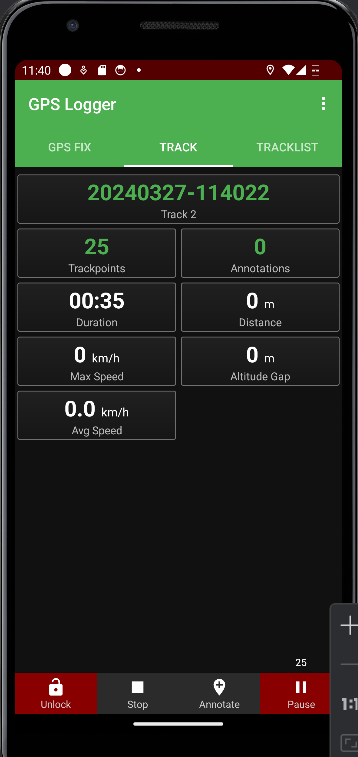 11:40
GPS Logger
GPS FIX TRACK TRACKLIST
20240327-114022
Track 2
25 0
Trackpoints Annotations
00:35 0 m
Duration Distance
0 km/h 0 m
Max Speed Altitude Gap
0.0 km/h
Avg Speed
25
1:1
Unlock Stop Annotate Pause